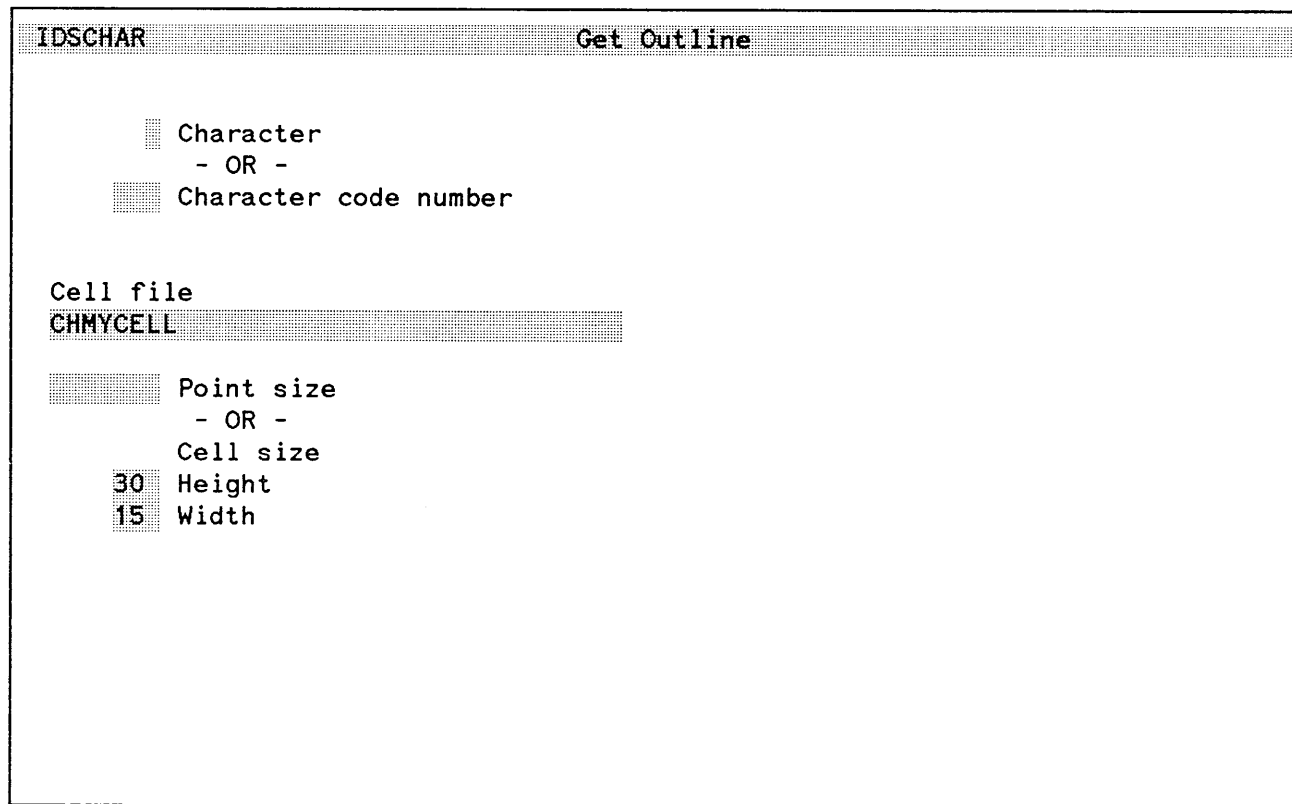 IDSCHAR Get Outline
Character
- OR -
Character code number
Cell file
CHMYCELL
Point size
- OR -
Cell size
30 Height
15 Width